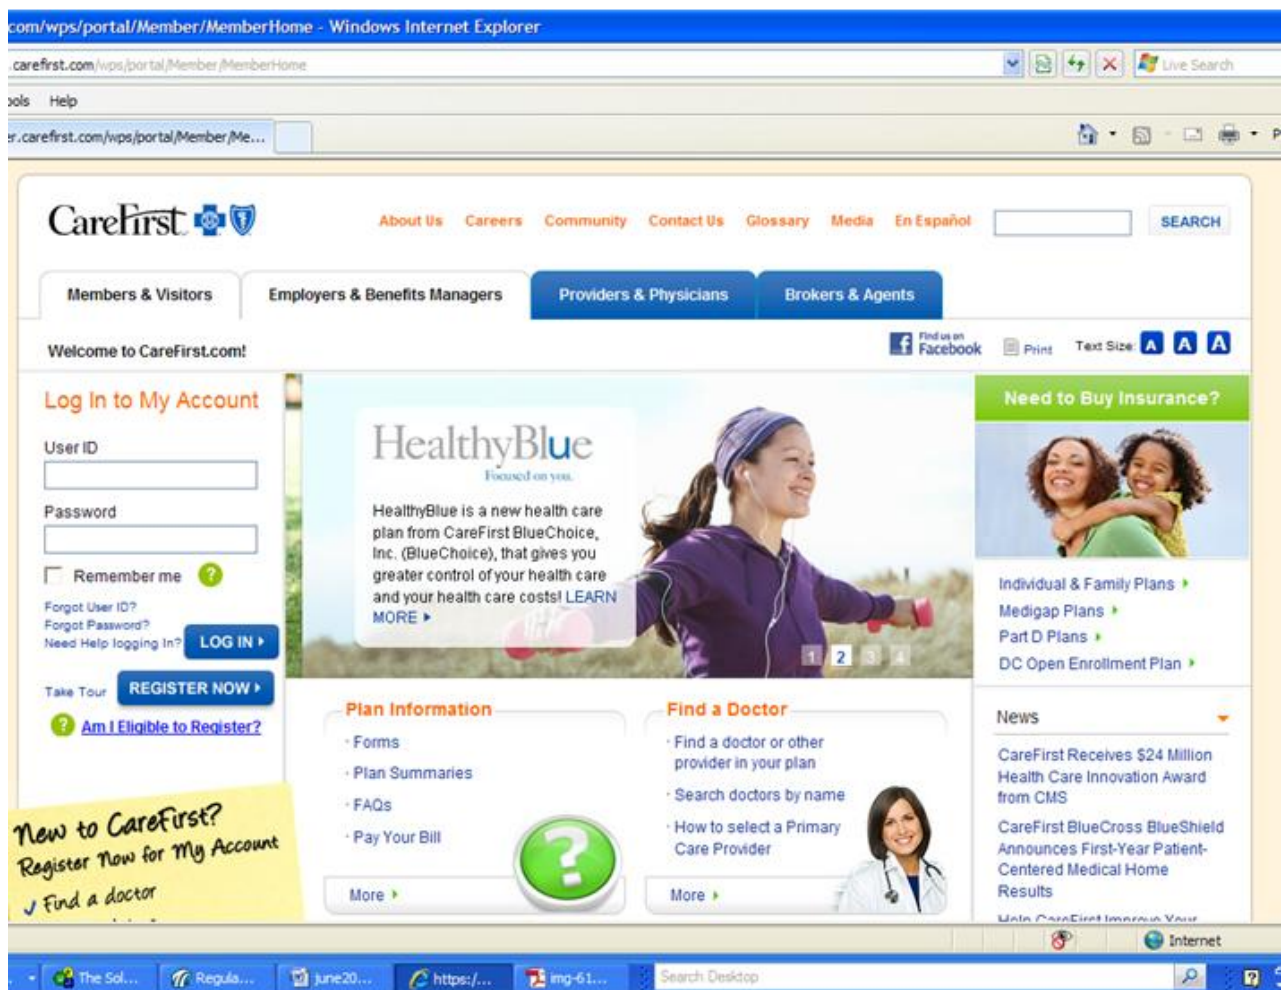 com/wps/portal/Member/MemberHome - Windows Internet Explorer
.carefirst.com/wps/portal/Member/MemberHome
Live Search
ools Help
er.carefirst.com/wps/portal/Member/Me...
P
CareFirst
About Us Careers Community Contact Us Glossary Media En Español
SEARCH
Members & Visitors
Employers & Benefits Managers
Providers & Physicians
Brokers & Agents
Welcome to CareFirst.com!
Find us on
Facebook
Print
Text Size: A A A
Log In to My Account
User ID
Password
Remember me ?
Forgot User ID?
Forgot Password?
Need Help logging In?
LOG IN
Take Tour
REGISTER NOW
? Am I Eligible to Register?
New to CareFirst?
Register Now for My Account
Find a doctor
HealthyBlue
Focused on you.
HealthyBlue is a new health care
plan from CareFirst BlueChoice,
Inc. (BlueChoice), that gives you
greater control of your health care
and your health care costs! LEARN
MORE
1 2 3 4
Plan Information
· Forms
· Plan Summaries
· FAQs
· Pay Your Bill
?
More
Find a Doctor
· Find a doctor or other
provider in your plan
· Search doctors by name
· How to select a Primary
Care Provider
More
Need to Buy Insurance?
Individual & Family Plans
Medigap Plans
Part D Plans
DC Open Enrollment Plan
News
CareFirst Receives $24 Million
Health Care Innovation Award
from CMS
CareFirst BlueCross BlueShield
Announces First-Year Patient-
Centered Medical Home
Results
Help CareFirst Improve Your
Internet
The Sol...
Regula...
june20...
https:/...
img-61...
Search Desktop